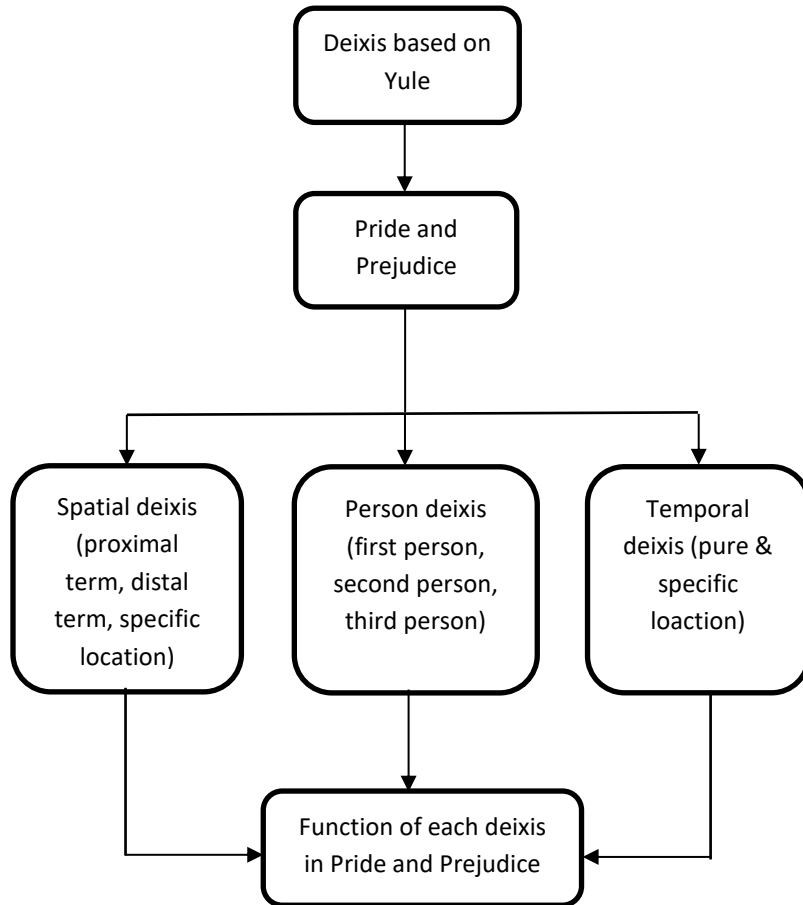 Deixis based on
Yule
Pride and
Prejudice
Spatial deixis
(proximal
term, distal
term, specific
location)
Person deixis
(first person,
second person,
third person)
Temporal
deixis (pure &
specific
loaction)
Function of each deixis
in Pride and Prejudice